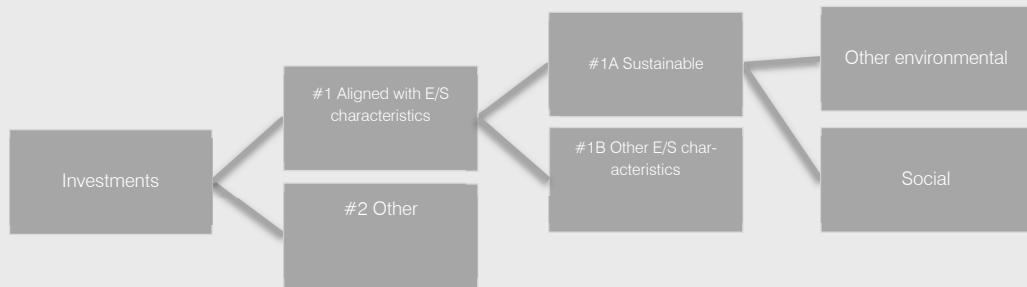 Investments
#1 Aligned with E/S
characteristics
#2 Other
#1A Sustainable
#1B Other E/S char-
acteristics
Other environmental
Social